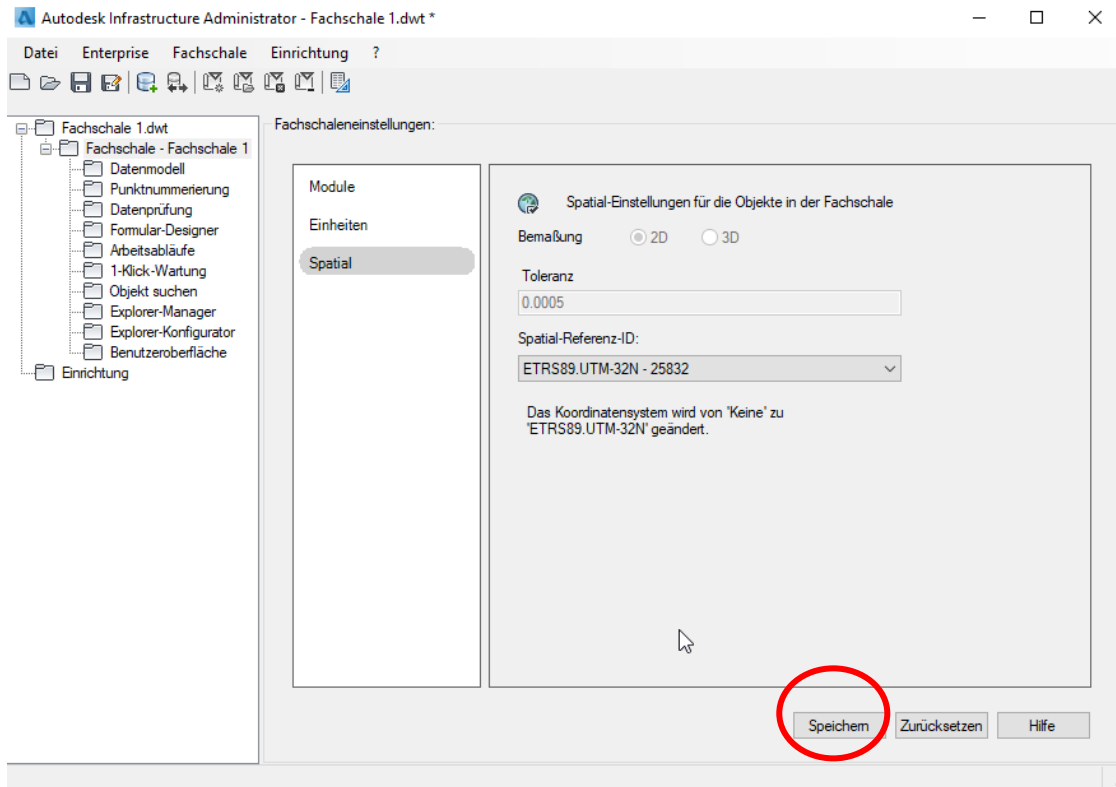 Autodesk Infrastructure Administrator - Fachschale 1.dwt *
Datei Enterprise Fachschale Einrichtung ?
Fachschale 1.dwt
Fachschale - Fachschale 1
Datenmodell
Punktnummerierung
Datenprüfung
Formular-Designer
Arbeitsabläufe
1-Klick-Wartung
Objekt suchen
Explorer-Manager
Explorer-Konfigurator
Benutzeroberfläche
Einrichtung
Fachschaleneinstellungen:
Module
Einheiten
Spatial
Spatial-Einstellungen für die Objekte in der Fachschale
Bemaßung 2D 3D
Toleranz
0.0005
Spatial-Referenz-ID:
ETRS89.UTM-32N - 25832
Das Koordinatensystem wird von 'Keine' zu
'ETRS89.UTM-32N' geändert.
Speichern Zurücksetzen Hilfe